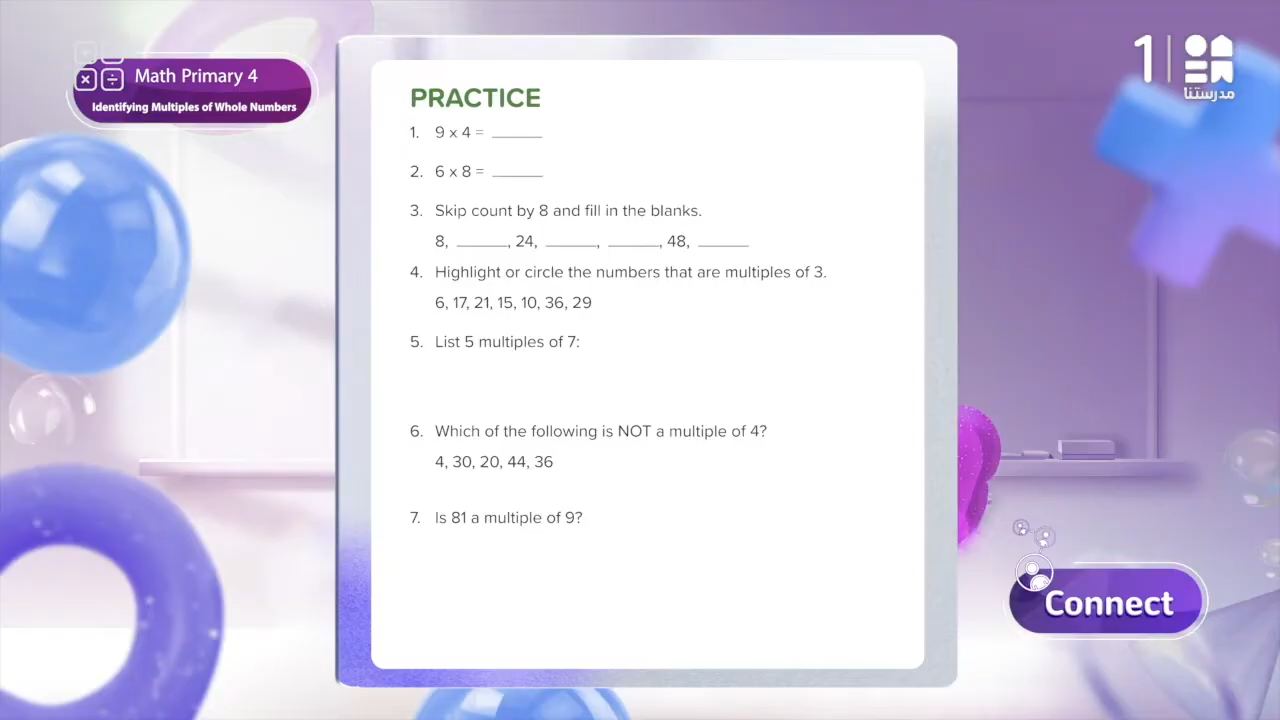 Math Primary 4
Identifying Multiples of Whole Numbers
1
مدرستنا
PRACTICE
1. 9 x 4 = ______
2. 6 x 8 = ______
3. Skip count by 8 and fill in the blanks.
8, ______, 24, ______, ______, 48, ______
4. Highlight or circle the numbers that are multiples of 3.
6, 17, 21, 15, 10, 36, 29
5. List 5 multiples of 7:
6. Which of the following is NOT a multiple of 4?
4, 30, 20, 44, 36
7. Is 81 a multiple of 9?
Connect